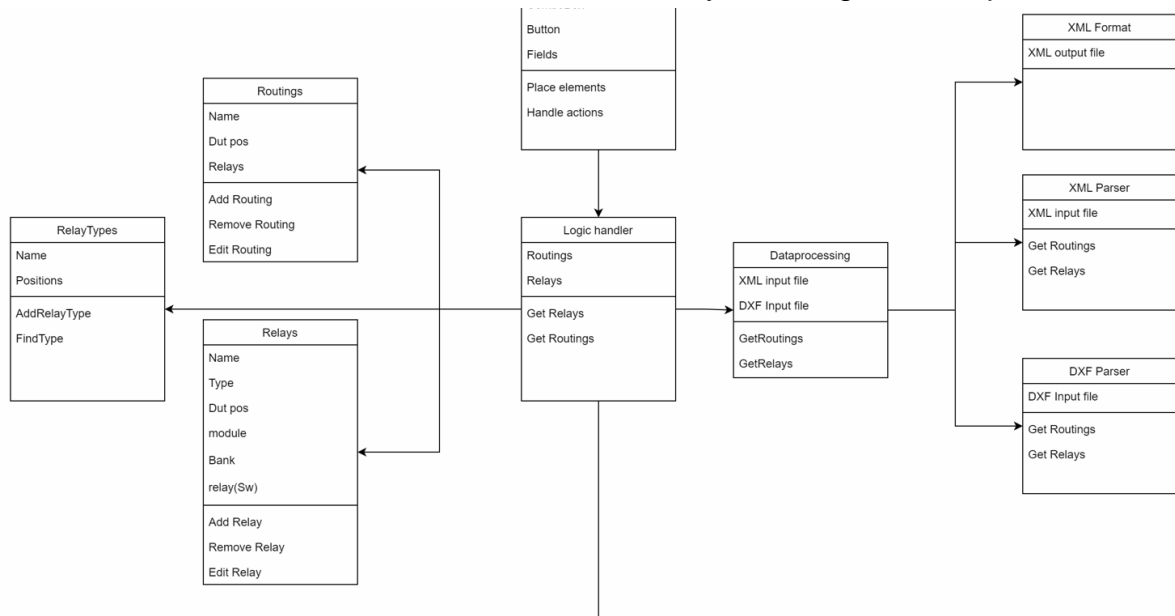 Button
Fields
Place elements
Handle actions
XML Format
XML output file
Routings
Name
Dut pos
Relays
Add Routing
Remove Routing
Edit Routing
XML Parser
XML input file
Get Routings
Get Relays
RelayTypes
Name
Positions
AddRelayType
FindType
Logic handler
Routings
Relays
Get Relays
Get Routings
Dataprocessing
XML input file
DXF Input file
GetRoutings
GetRelays
Relays
Name
Type
Dut pos
module
Bank
relay(Sw)
Add Relay
Remove Relay
Edit Relay
DXF Parser
DXF Input file
Get Routings
Get Relays